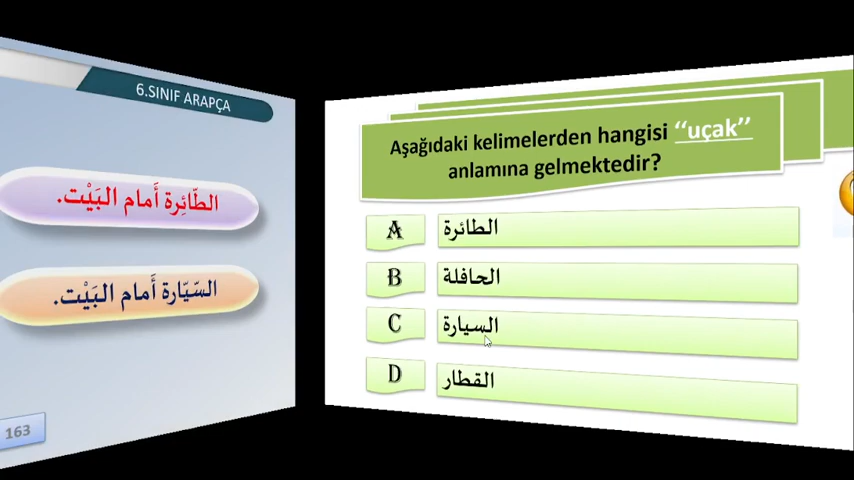 6.SINIF ARAPÇA
الطّائِرة أَمام البَيْت.
السّيّارة أَمام البَيْت.
163
Aşağıdaki kelimelerden hangisi “uçak”
anlamına gelmektedir?
A الطائرة
B الحافلة
C السيارة
D القطار